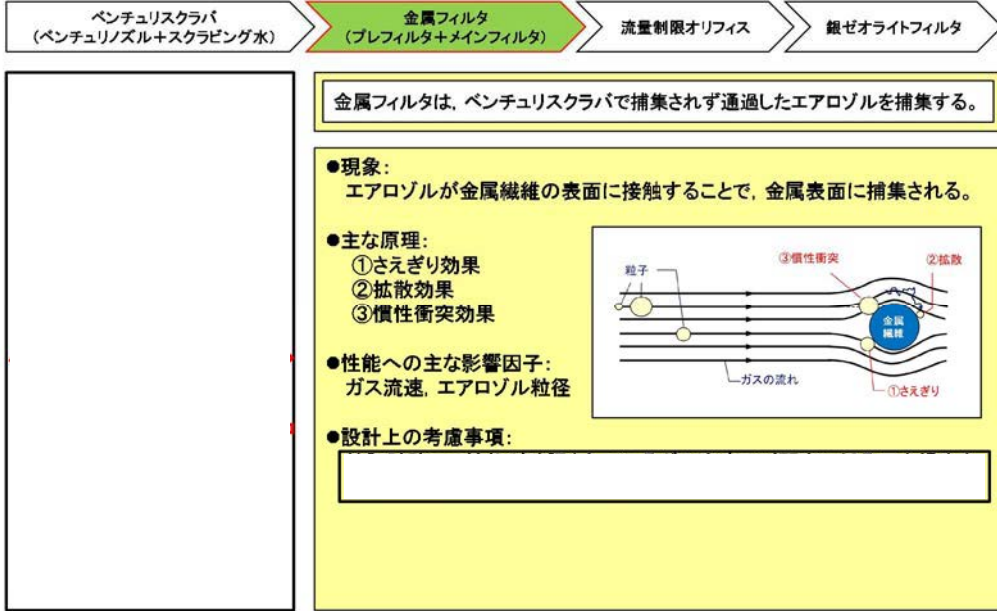 ベンチュリスクラバ
（ベンチュリノズル＋スクラビング水）
金属フィルタ
（プレフィルタ＋メインフィルタ）
流量制限オリフィス
銀ゼオライトフィルタ
金属フィルタは，ベンチュリスクラバで捕集されず通過したエアロゾルを捕集する。
●現象：
エアロゾルが金属繊維の表面に接触することで，金属表面に捕集される。
●主な原理：
①さえぎり効果
②拡散効果
③慣性衝突効果
●性能への主な影響因子：
ガス流速，エアロゾル粒径
粒子
③慣性衝突
②拡散
金属
繊維
ガスの流れ
①さえぎり
●設計上の考慮事項：